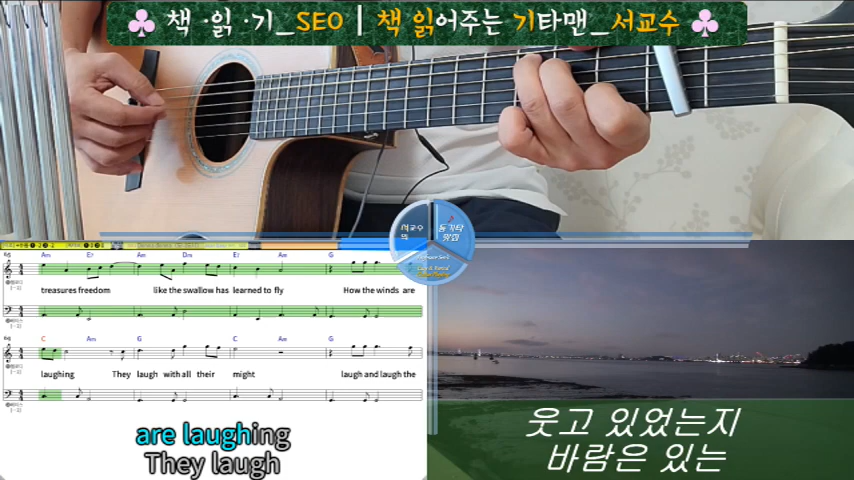 책 ·읽 ·기_SEO | 책 읽어주는 기타맨_서교수
65 Am E7 Am Dm E7 Am G
treasures freedom like the swallow has learned to fly How the winds are
C Am G C Am G
laughing They laugh with all their might laugh and laugh the
are laughing
They laugh
웃고 있었는지
바람은 있는